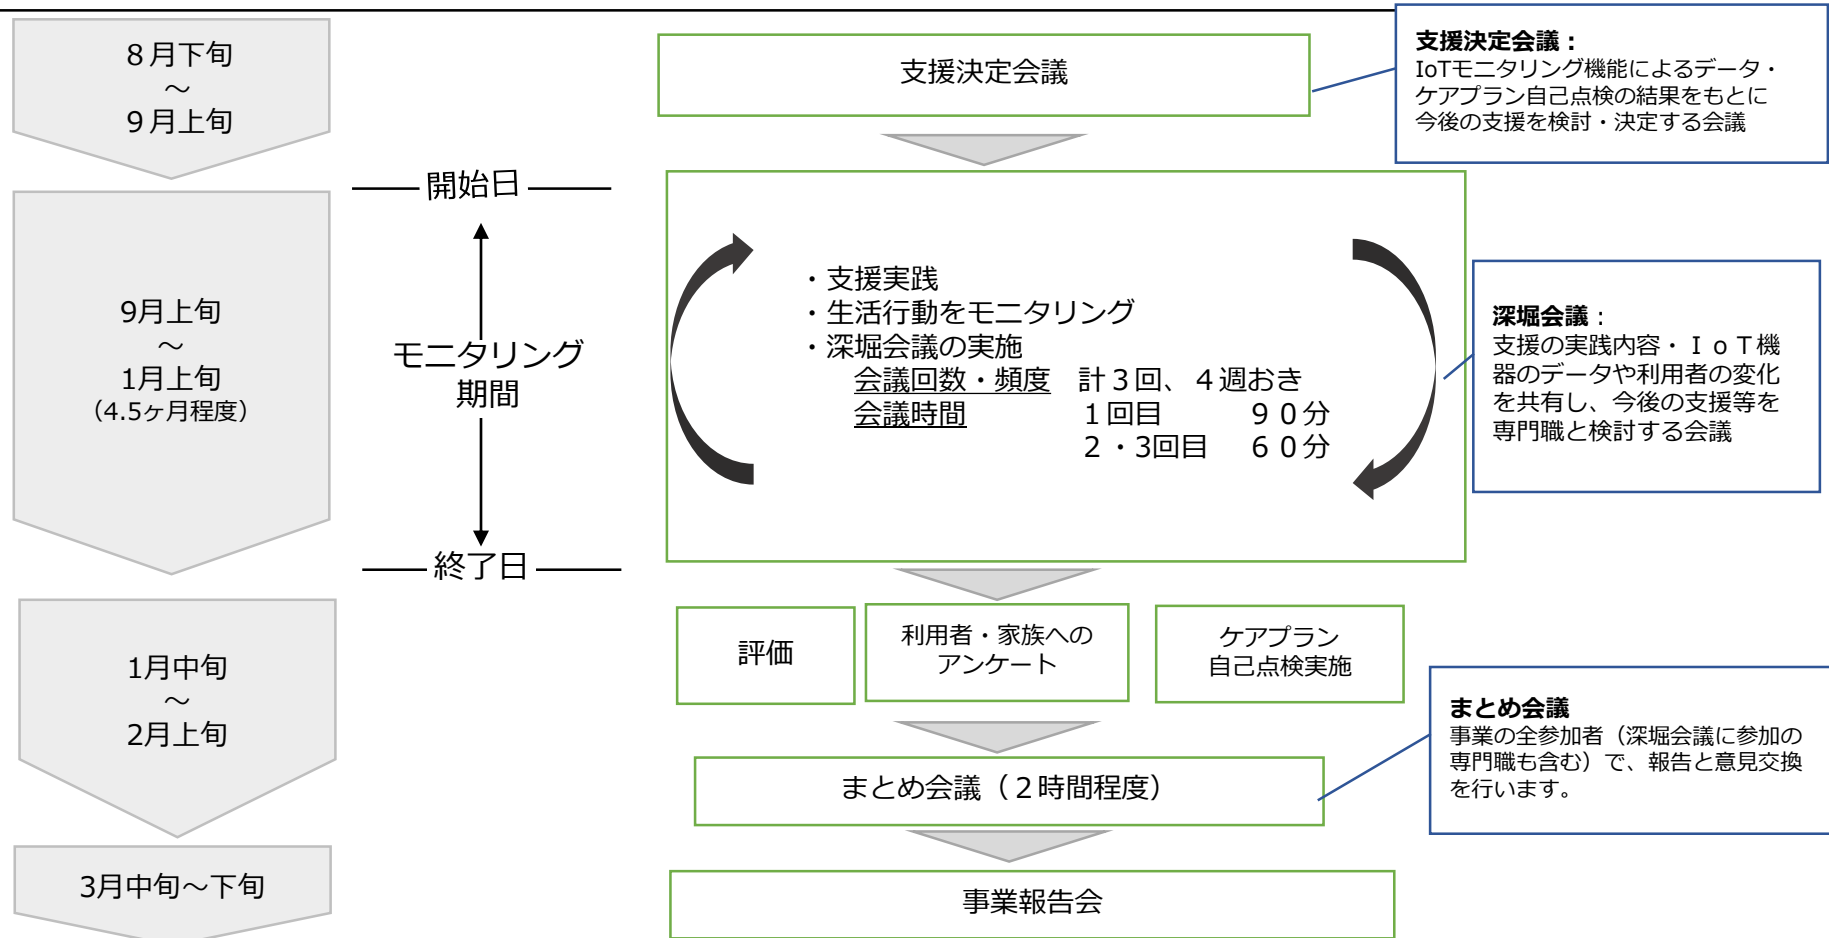 ８月下旬
～
９月上旬
支援決定会議
支援決定会議：
IoTモニタリング機能によるデータ・
ケアプラン自己点検の結果をもとに
今後の支援を検討・決定する会議
9月上旬
～
1月上旬
（4.5ヶ月程度）
開始日
モニタリング
期間
終了日
・支援実践
・生活行動をモニタリング
・深堀会議の実施
会議回数・頻度　計３回、４週おき
会議時間　１回目　９０分
２・3回目　６０分
深堀会議：
支援の実践内容・ＩｏＴ機
器のデータや利用者の変化
を共有し、今後の支援等を
専門職と検討する会議
1月中旬
～
2月上旬
評価
利用者・家族への
アンケート
ケアプラン
自己点検実施
まとめ会議（２時間程度）
まとめ会議
事業の全参加者（深堀会議に参加の
専門職も含む）で、報告と意見交換
を行います。
3月中旬～下旬
事業報告会